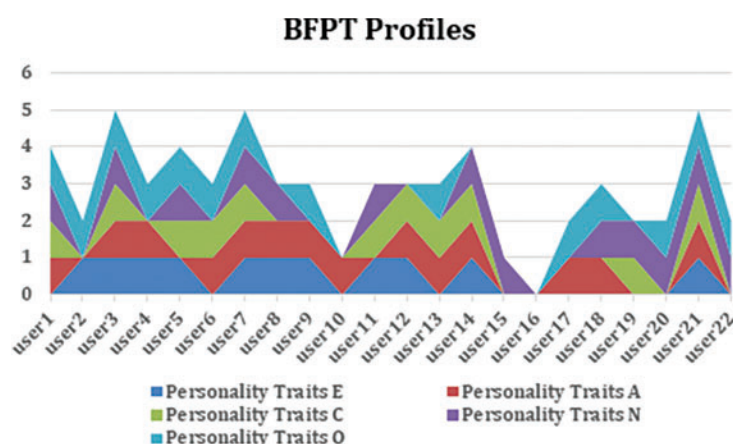 BFPT Profiles
6
5
4
3
2
1
0
user1
user2
user3
user4
user5
user6
user7
user8
user9
user10
user11
user12
user13
user14
user15
user16
user17
user18
user19
user20
user21
user22
Personality Traits E
Personality Traits A
Personality Traits C
Personality Traits N
Personality Traits O